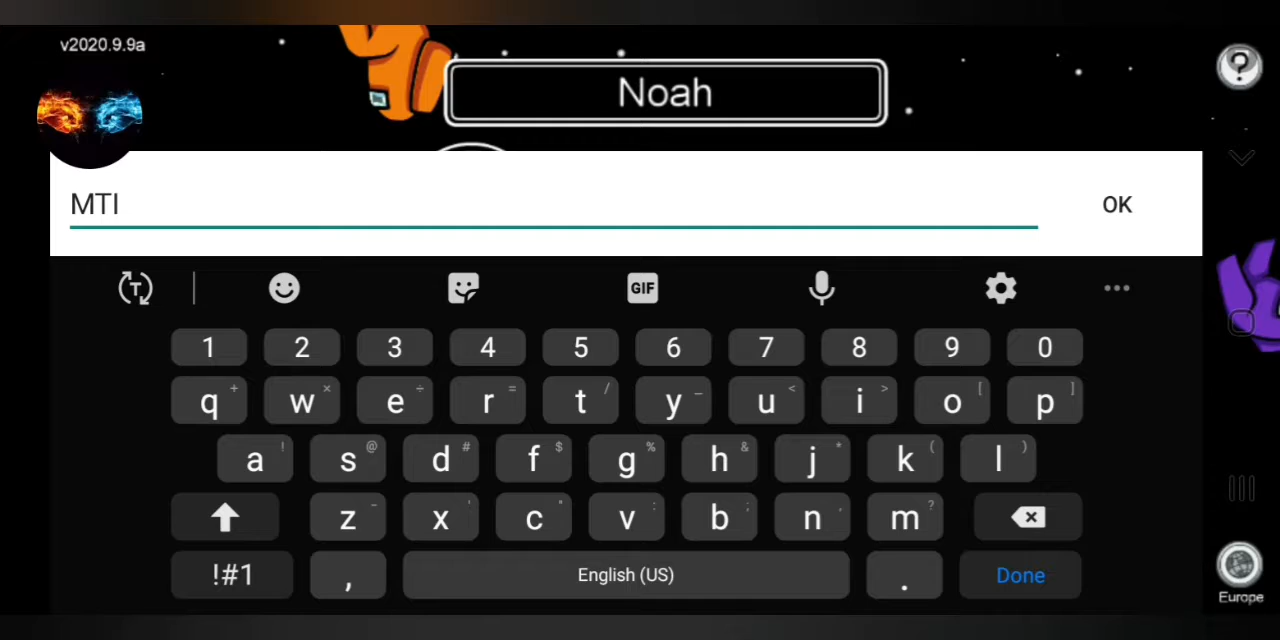 v2020.9.9a
Noah
MTI
OK
T
GIF
1 2 3 4 5 6 7 8 9 0
q + w × e ÷ r = t / y _ u < i > o [ p ]
a ! s @ d # f $ g % h & j * k ( l )
z - x ' c " v : b ; n , m ?
!#1 , English (US) . Done
Europe